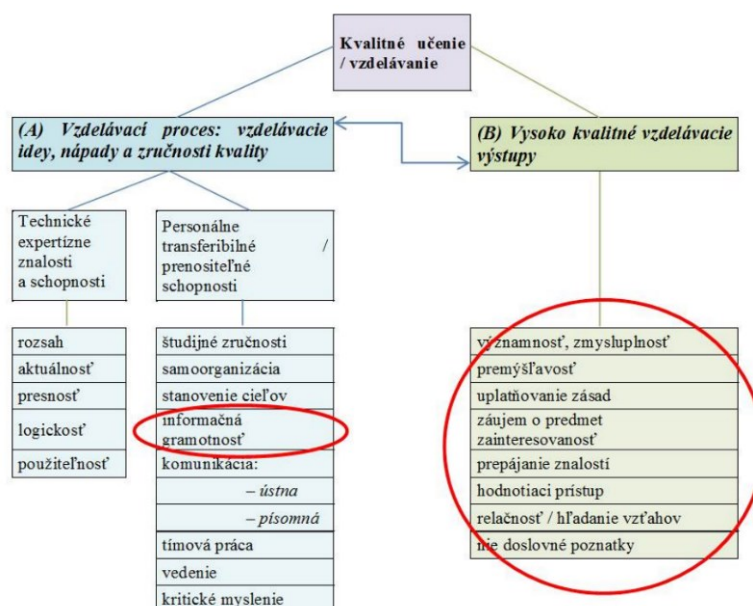 Kvalitné učenie
/ vzdelávanie
(A) Vzdelávací proces: vzdelávacie
idey, nápady a zručnosti kvality
(B) Vysoko kvalitné vzdelávacie
výstupy
Technické
expertízne
znalosti
a schopnosti
Personálne
transferibilné /
prenositeľné
schopnosti
rozsah
aktuálnosť
presnosť
logickosť
použiteľnosť
študijné zručnosti
samoorganizácia
stanovenie cieľov
informačná
gramotnosť
komunikácia:
– ústna
– písomná
tímová práca
vedenie
kritické myslenie
významnosť, zmysluplnosť
premýšľavosť
uplatňovanie zásad
záujem o predmet
zainteresovanosť
prepájanie znalostí
hodnotiaci prístup
relačnosť / hľadanie vzťahov
nie doslovné poznatky